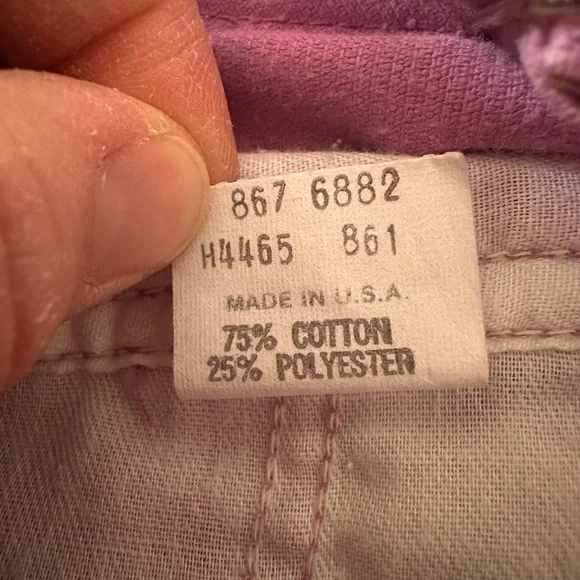 867 6882
H4465 861
MADE IN U.S.A.
75% COTTON
25% POLYESTER